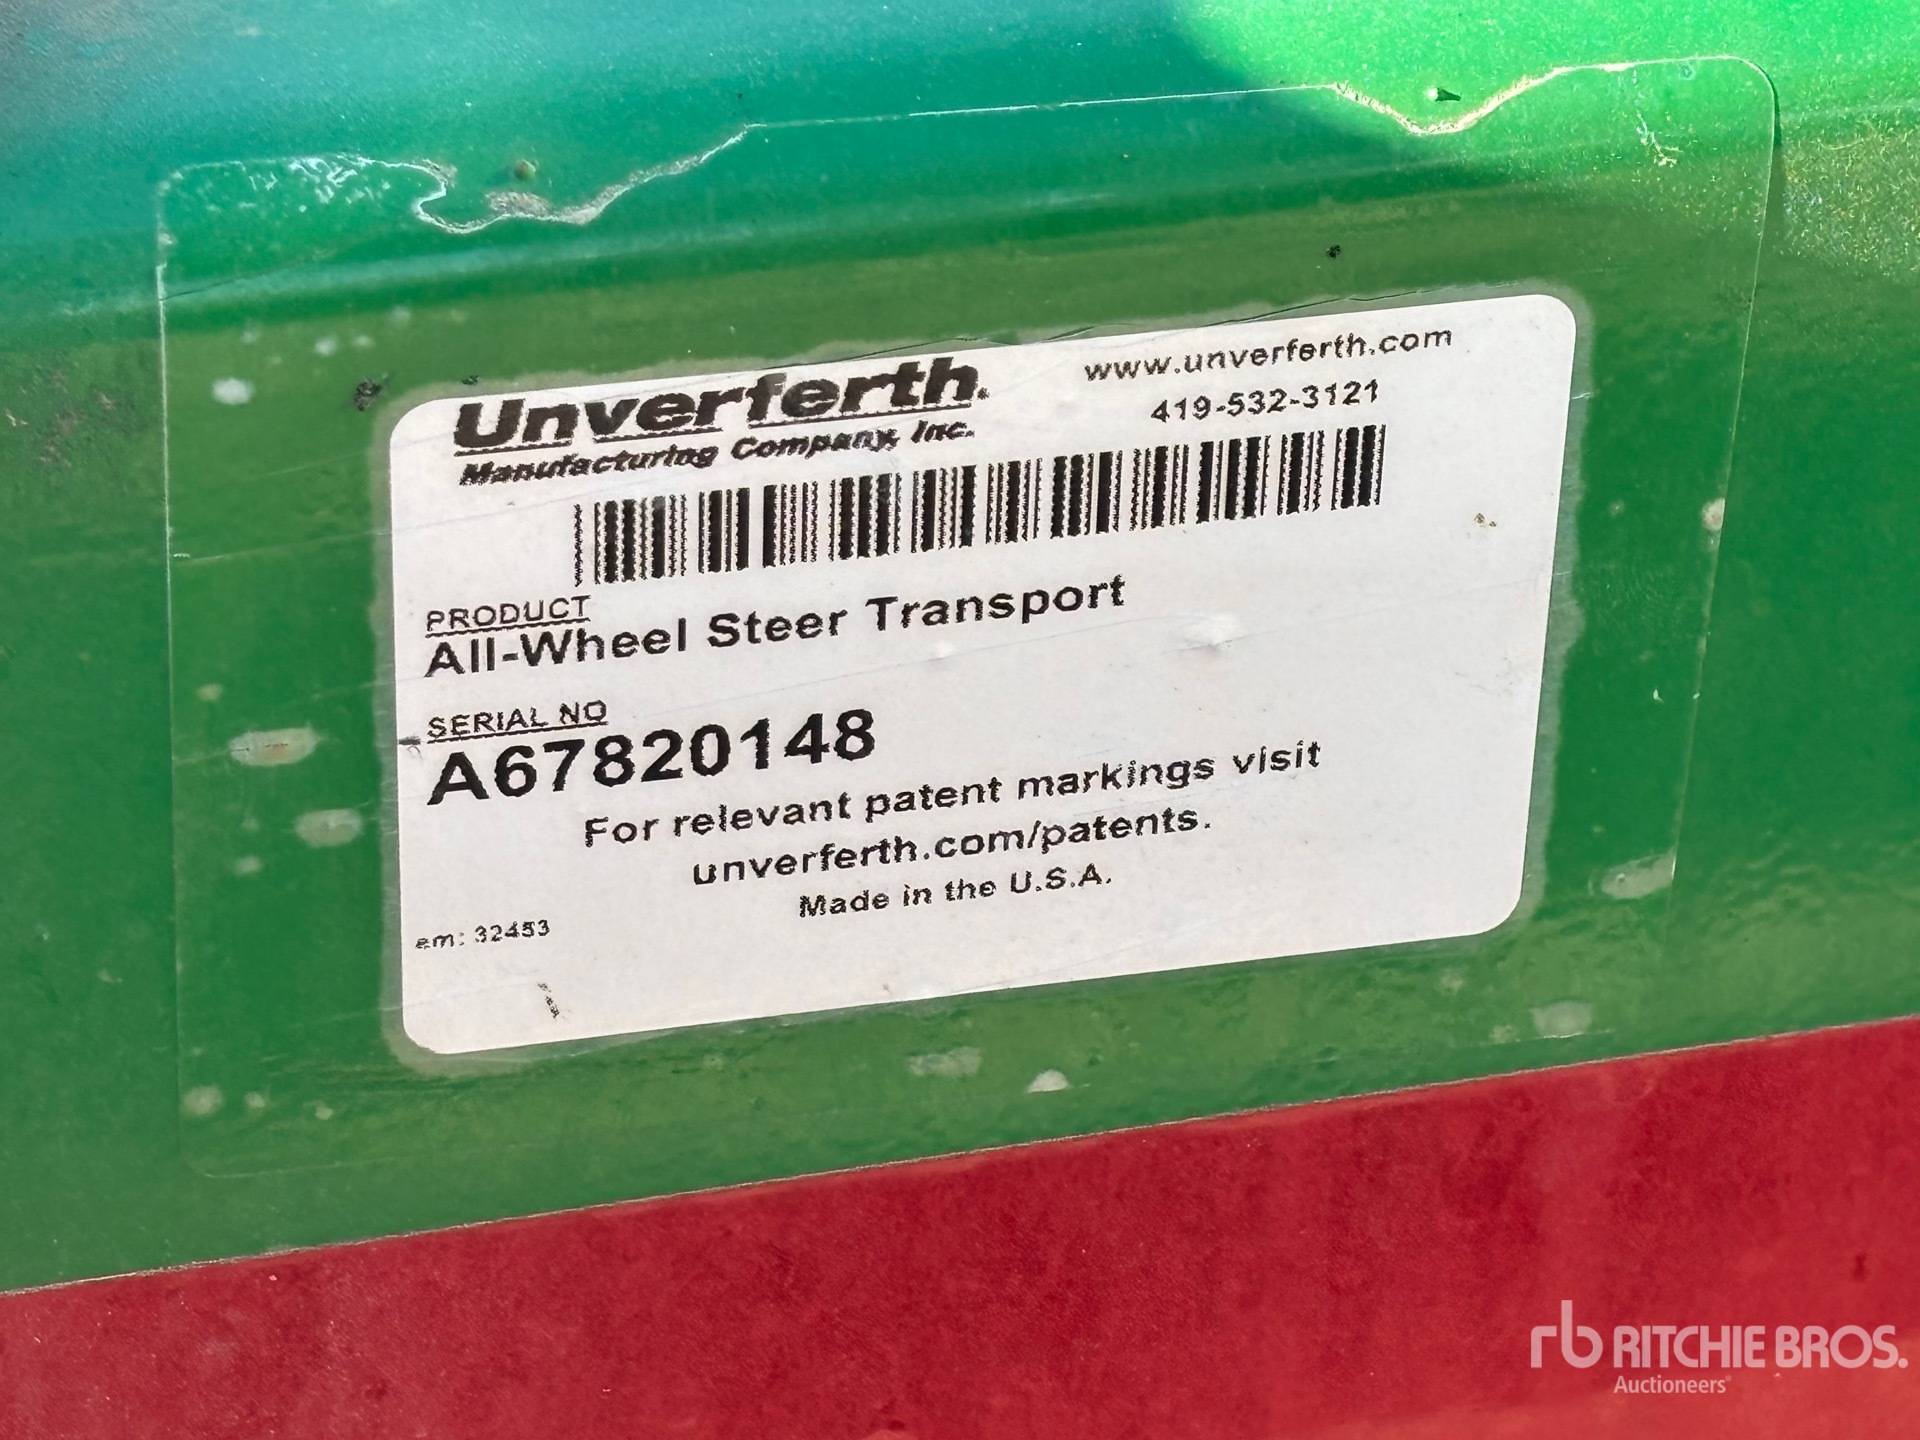 Unverferth.
Manufacturing Company, Inc.
www.unverferth.com
419-532-3121
PRODUCT
All-Wheel Steer Transport
SERIAL NO
A67820148
For relevant patent markings visit
unverferth.com/patents.
Made in the U.S.A.
em: 32453
rb RITCHIE BROS.
Auctioneers